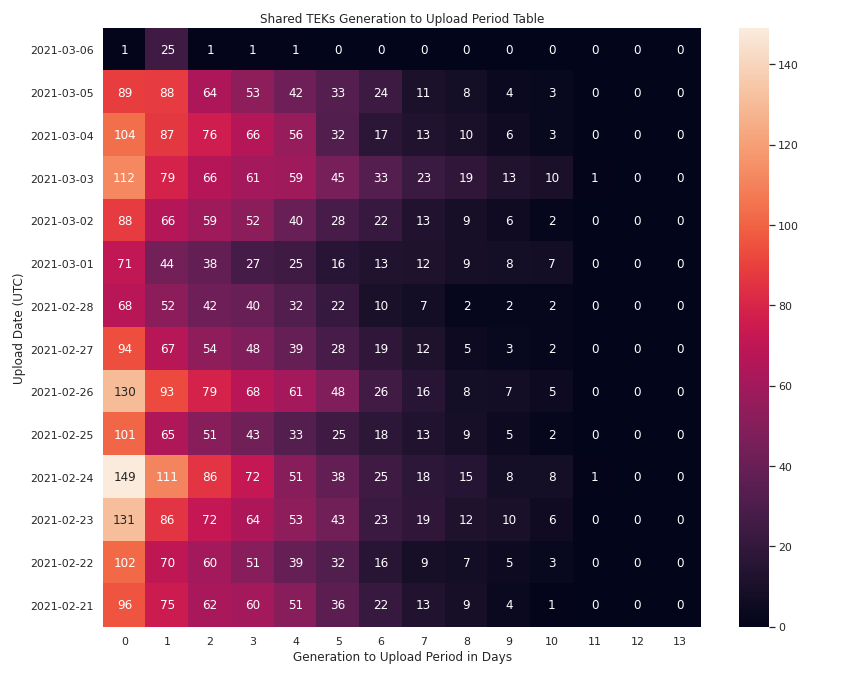 Shared TEKs Generation to Upload Period Table
2021-03-06 1 25 1 1 1 0 0 0 0 0 0 0 0 0
2021-03-05 89 88 64 53 42 33 24 11 8 4 3 0 0 0
2021-03-04 104 87 76 66 56 32 17 13 10 6 3 0 0 0
2021-03-03 112 79 66 61 59 45 33 23 19 13 10 1 0 0
2021-03-02 88 66 59 52 40 28 22 13 9 6 2 0 0 0
2021-03-01 71 44 38 27 25 16 13 12 9 8 7 0 0 0
2021-02-28 68 52 42 40 32 22 10 7 2 2 2 0 0 0
2021-02-27 94 67 54 48 39 28 19 12 5 3 2 0 0 0
2021-02-26 130 93 79 68 61 48 26 16 8 7 5 0 0 0
2021-02-25 101 65 51 43 33 25 18 13 9 5 2 0 0 0
2021-02-24 149 111 86 72 51 38 25 18 15 8 8 1 0 0
2021-02-23 131 86 72 64 53 43 23 19 12 10 6 0 0 0
2021-02-22 102 70 60 51 39 32 16 9 7 5 3 0 0 0
2021-02-21 96 75 62 60 51 36 22 13 9 4 1 0 0 0
0 1 2 3 4 5 6 7 8 9 10 11 12 13
Generation to Upload Period in Days
Upload Date (UTC)
140
120
100
80
60
40
20
0